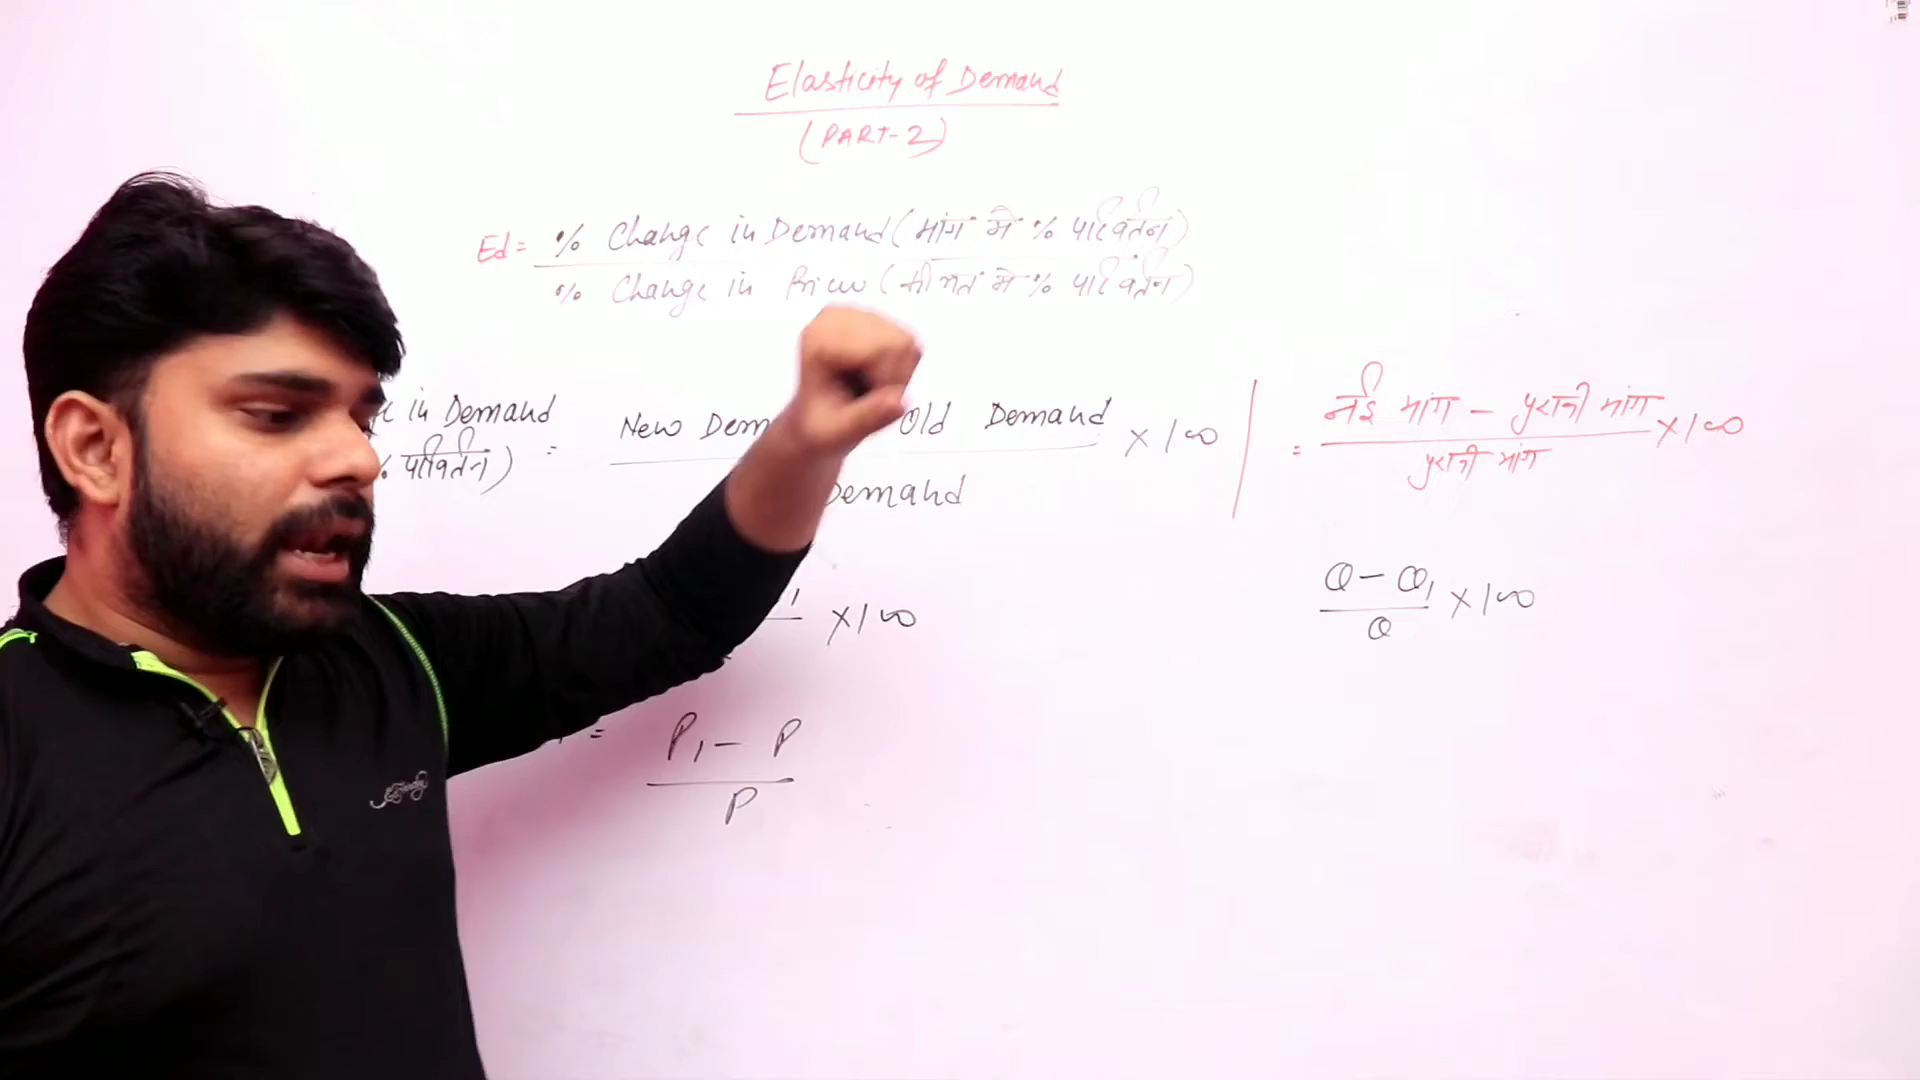 Elasticity of Demand
(PART-2)
Ed = % Change in Demand (मांग में % परिवर्तन)
% Change in Price (कीमत में % परिवर्तन)
in Demand = New Dem Old Demand × 100 | = नई मांग - पुरानी मांग × 100
% परिवर्तन) Demand पुरानी मांग
× 100 Q - Q₁ × 100
Q
= P₁ - P
P